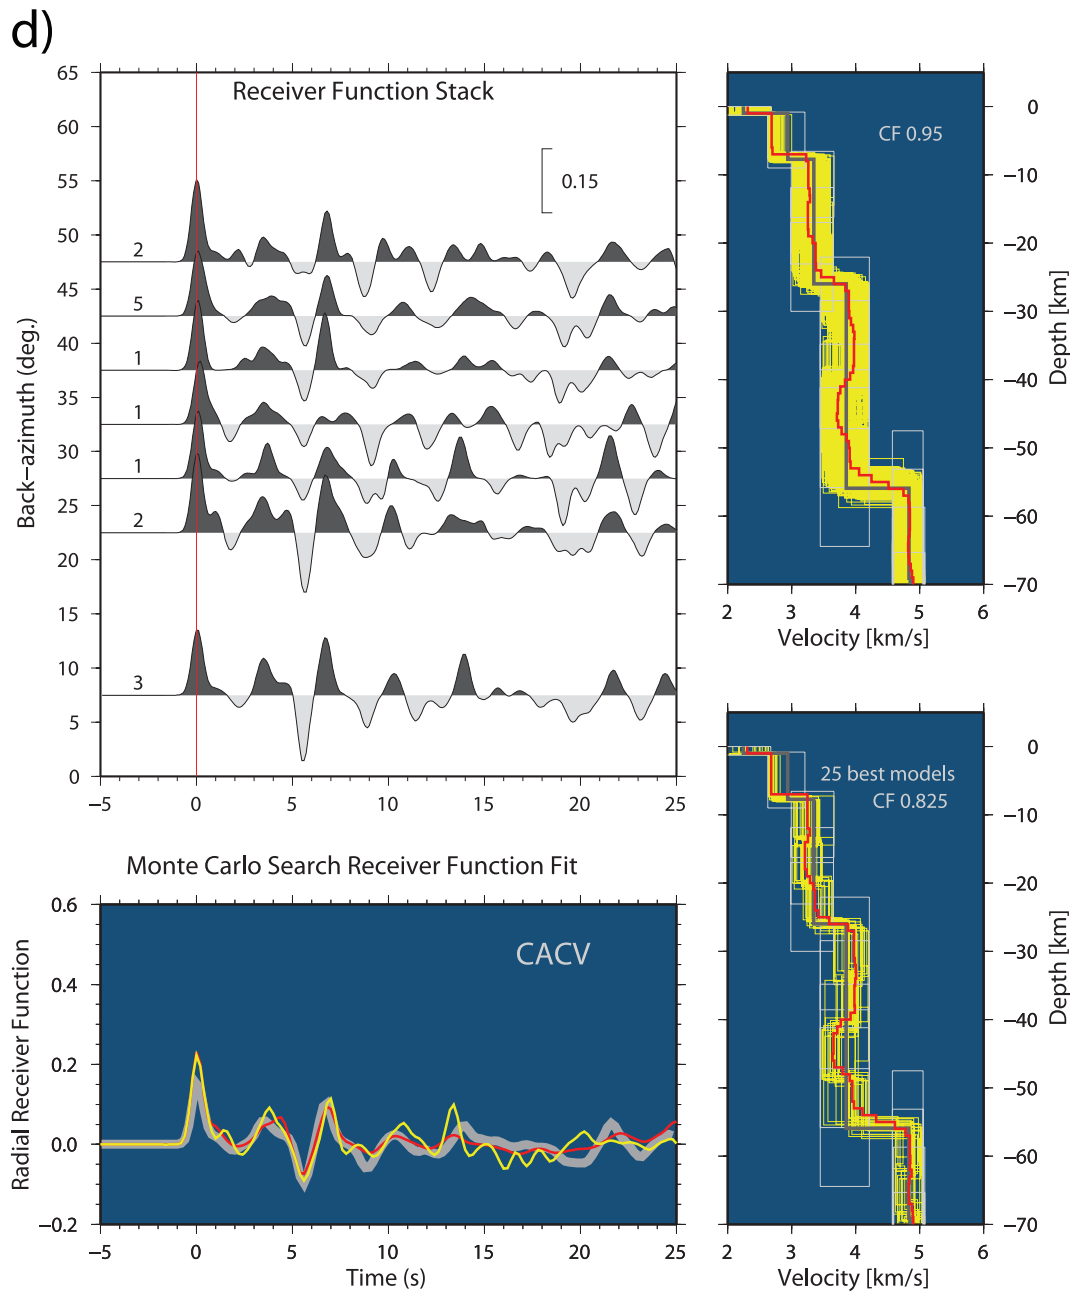 d)
Receiver Function Stack
65
60
55
50
45
40
35
30
25
20
15
10
5
0
Back–azimuth (deg.)
0.15
2
5
1
1
1
2
3
−5 0 5 10 15 20 25
CF 0.95
0
−10
−20
−30
−40
−50
−60
−70
Depth [km]
2 3 4 5 6
Velocity [km/s]
Monte Carlo Search Receiver Function Fit
CACV
0.6
0.4
0.2
0.0
−0.2
Radial Receiver Function
−5 0 5 10 15 20 25
Time (s)
25 best models
CF 0.825
0
−10
−20
−30
−40
−50
−60
−70
Depth [km]
2 3 4 5 6
Velocity [km/s]